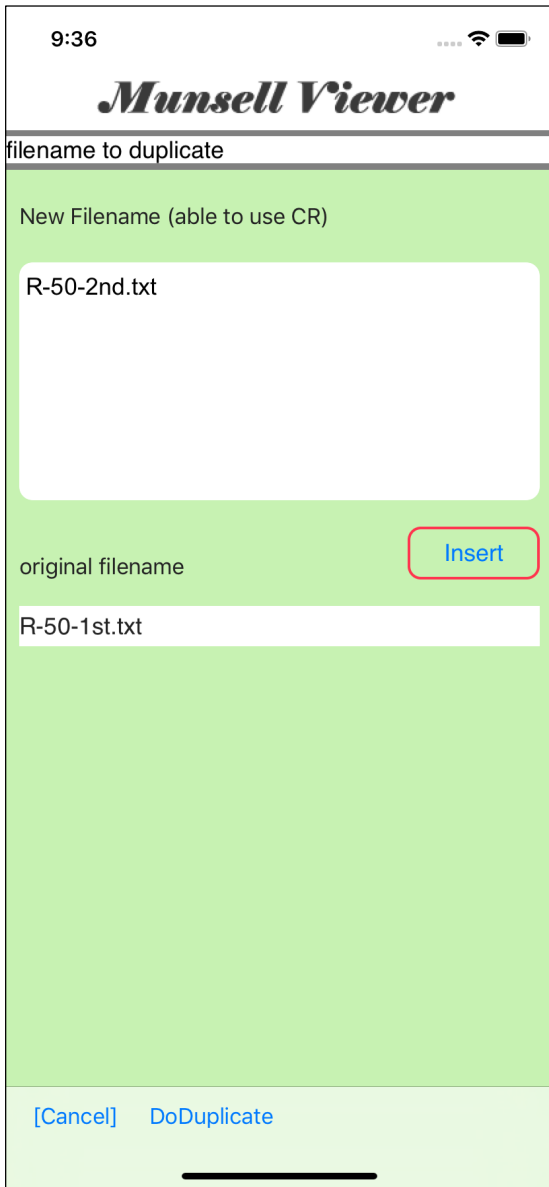 9:36
Munsell Viewer
filename to duplicate
New Filename (able to use CR)
R-50-2nd.txt
Insert
original filename
R-50-1st.txt
[Cancel] DoDuplicate